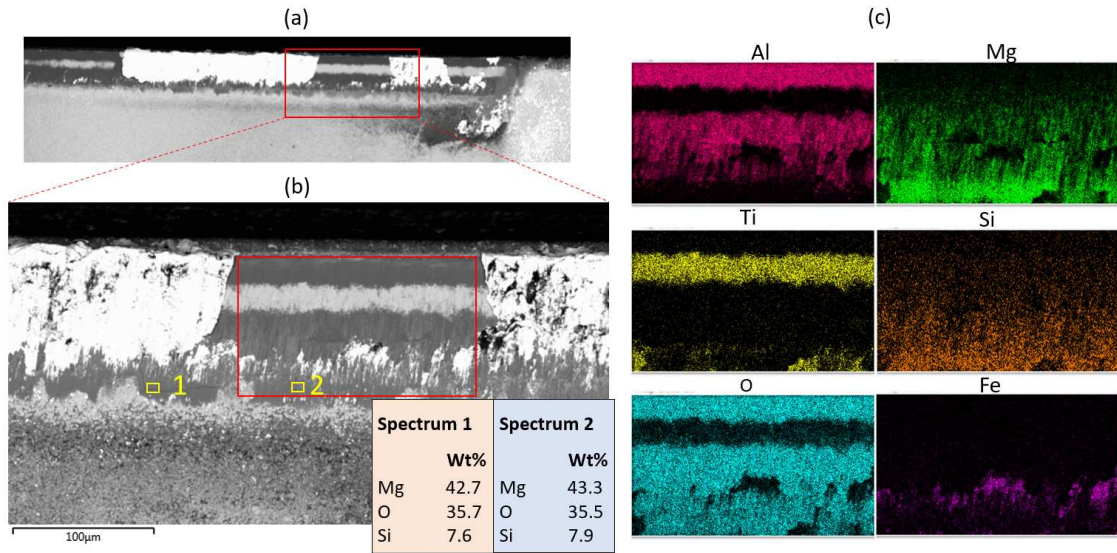 (a)
(b)
1
2
100µm
Spectrum 1
Wt%
Mg 42.7
O 35.7
Si 7.6
Spectrum 2
Wt%
Mg 43.3
O 35.5
Si 7.9
(c)
Al Mg
Ti Si
O Fe